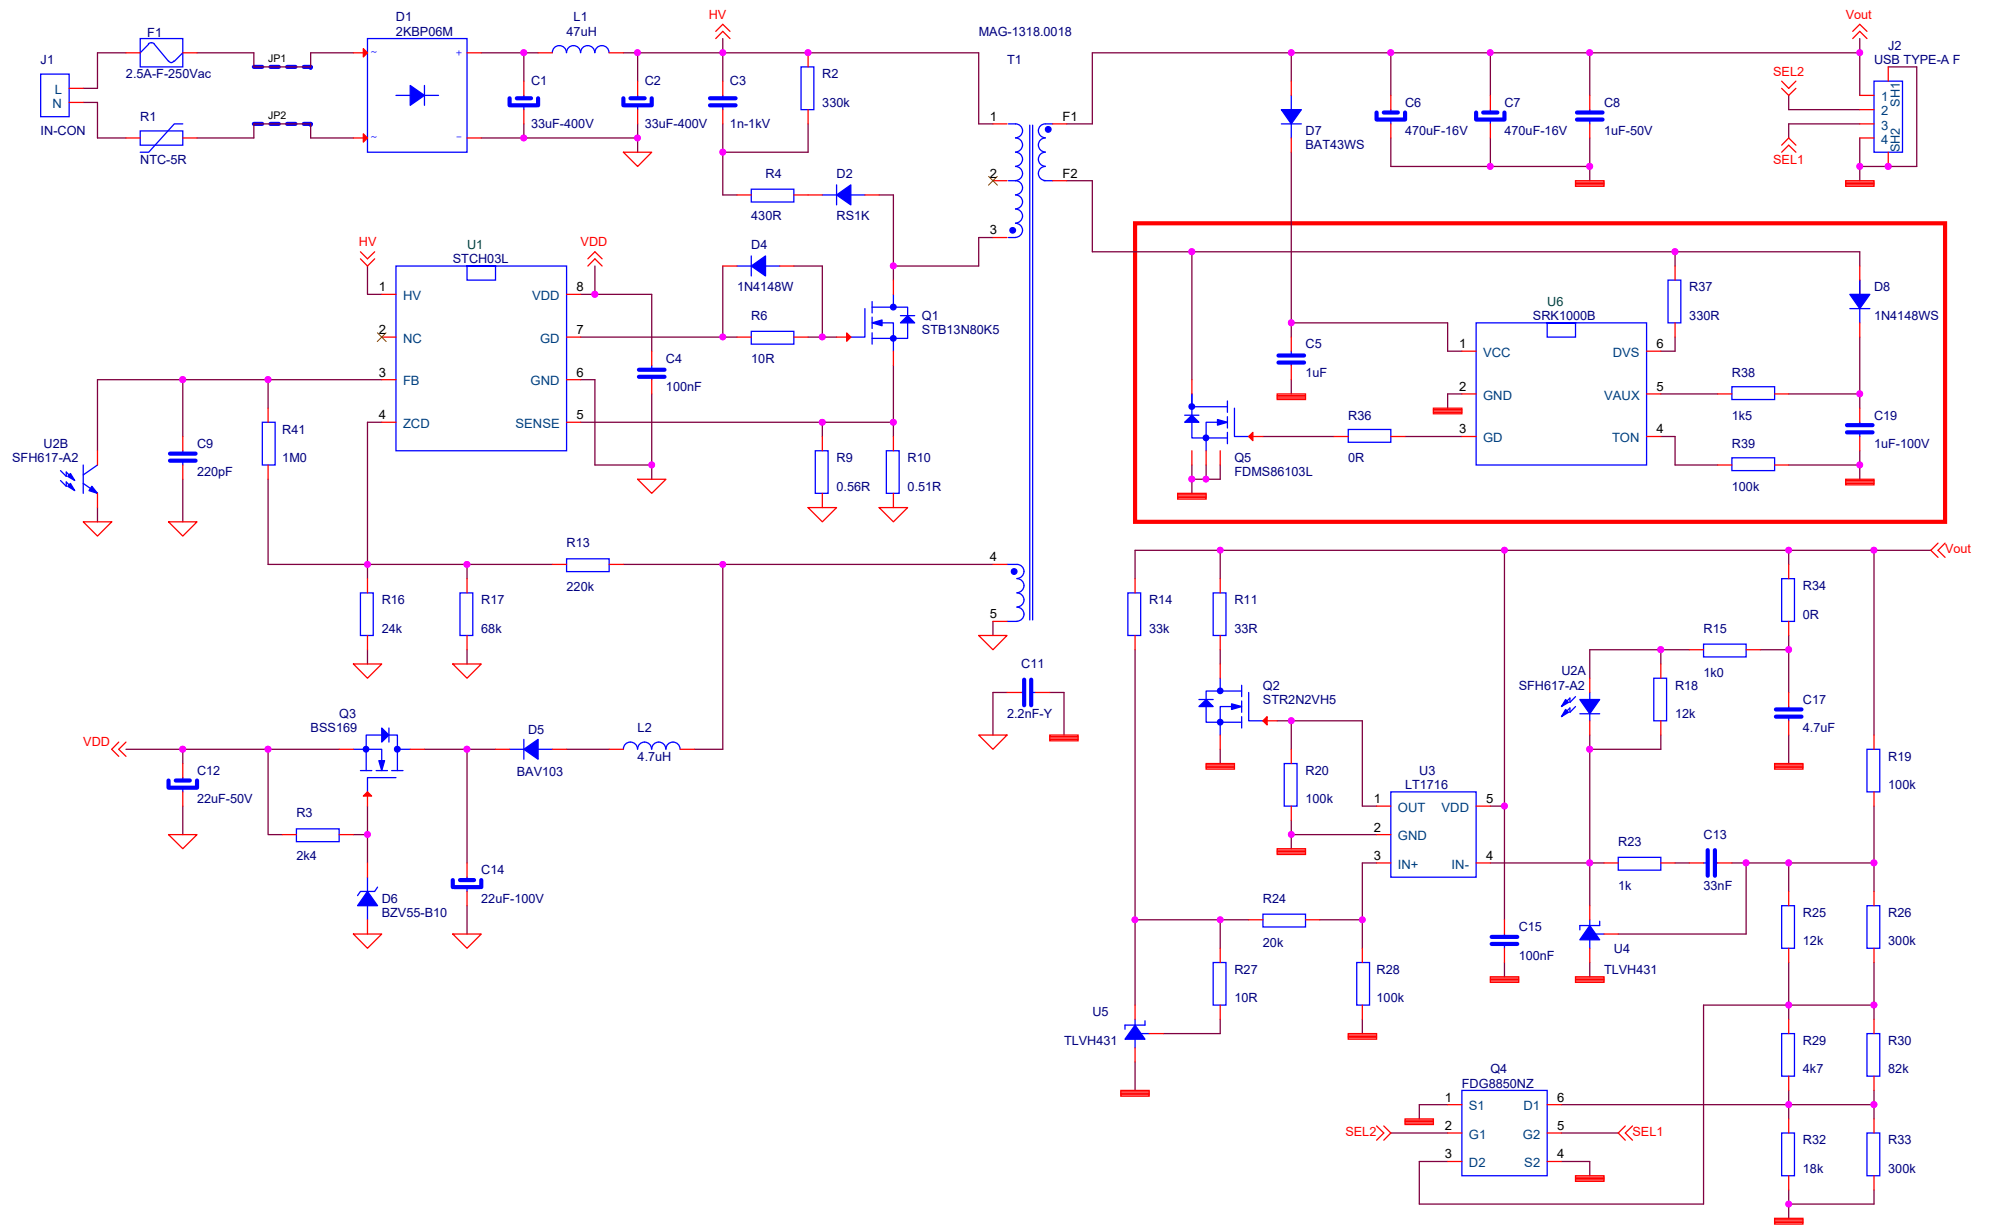 J1
L
N
IN-CON
F1
2.5A-F-250Vac
R1
NTC-5R
JP1
JP2
D1
2KBP06M
~
~
+
-
L1
47uH
C1
33uF-400V
C2
33uF-400V
HV
C3
1n-1kV
R2
330k
R4
430R
D2
RS1K
MAG-1318.0018
T1
1
2
3
4
5
F1
F2
D7
BAT43WS
C6
470uF-16V
C7
470uF-16V
C8
1uF-50V
Vout
J2
USB TYPE-A F
SEL2
SEL1
1
2
3
4
SH1
SH2
HV
U1
STCH03L
VDD
1
HV
2
NC
3
FB
4
ZCD
8
VDD
7
GD
6
GND
5
SENSE
D4
1N4148W
R6
10R
Q1
STB13N80K5
C4
100nF
R9
0.56R
R10
0.51R
U2B
SFH617-A2
C9
220pF
R41
1M0
R13
220k
R16
24k
R17
68k
C11
2.2nF-Y
VDD
C12
22uF-50V
Q3
BSS169
R3
2k4
D6
BZV55-B10
C14
22uF-100V
D5
BAV103
L2
4.7uH
C5
1uF
Q5
FDMS86103L
R36
0R
U6
SRK1000B
1
VCC
2
GND
3
GD
6
DVS
5
VAUX
4
TON
R37
330R
D8
1N4148WS
R38
1k5
R39
100k
C19
1uF-100V
Vout
R14
33k
R11
33R
Q2
STR2N2VH5
R20
100k
U3
LT1716
1
OUT
2
GND
3
IN+
5
VDD
4
IN-
U2A
SFH617-A2
R18
12k
R15
1k0
R34
0R
C17
4.7uF
R19
100k
R23
1k
C13
33nF
R24
20k
R27
10R
R28
100k
C15
100nF
U4
TLVH431
U5
TLVH431
R25
12k
R26
300k
R29
4k7
R30
82k
R32
18k
R33
300k
Q4
FDG8850NZ
1
S1
2
G1
3
D2
6
D1
5
G2
4
S2
SEL2
SEL1